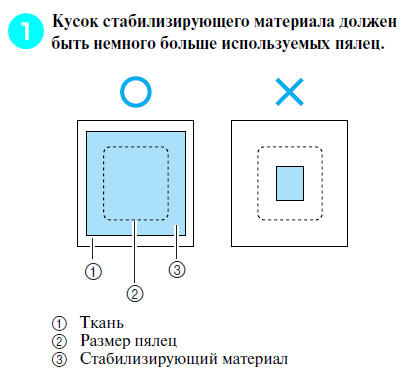 1 Кусок стабилизирующего материала должен
быть немного больше используемых пялец.
① ② ③
① Ткань
② Размер пялец
③ Стабилизирующий материал